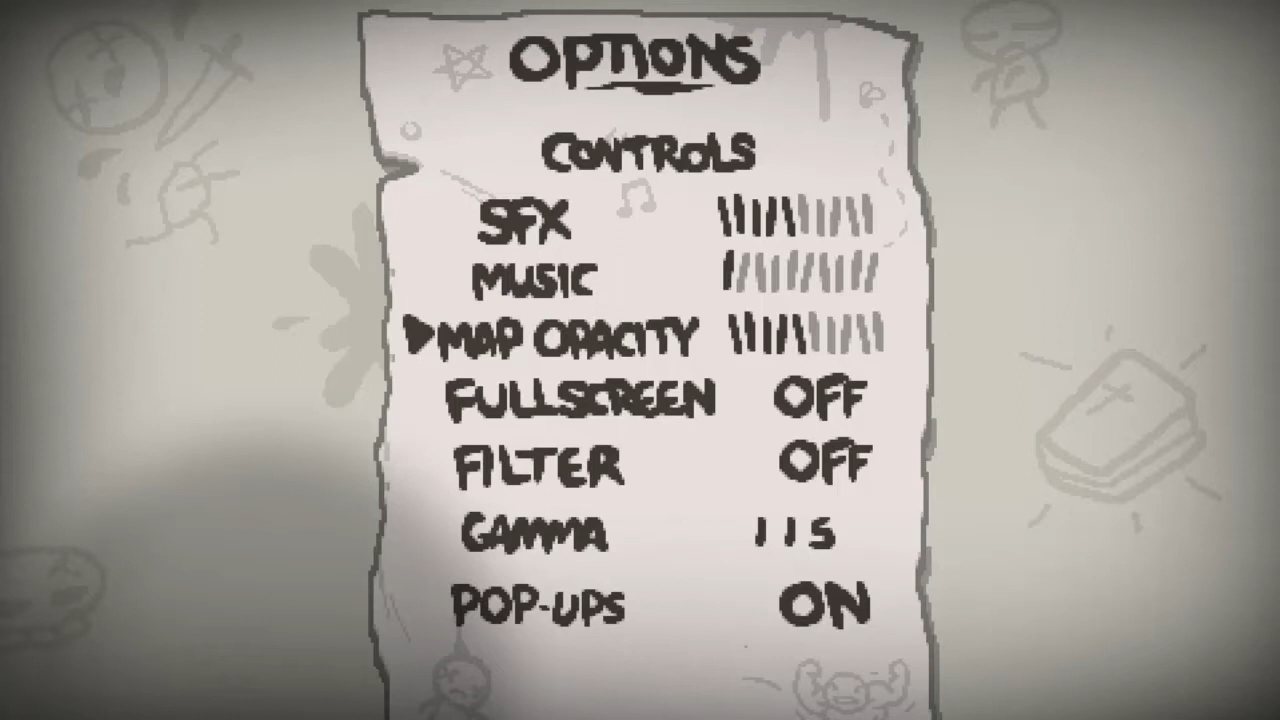 OPTIONS
CONTROLS
SFX
MUSIC
MAP OPACITY
FULLSCREEN OFF
FILTER OFF
GAMMA 115
POP-UPS ON